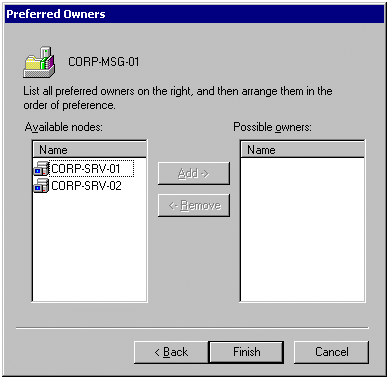 Preferred Owners
CORP-MSG-01
List all preferred owners on the right, and then arrange them in the
order of preference.
Available nodes:
Possible owners:
Name
Name
CORP-SRV-01
CORP-SRV-02
Add ->
<- Remove
< Back
Finish
Cancel